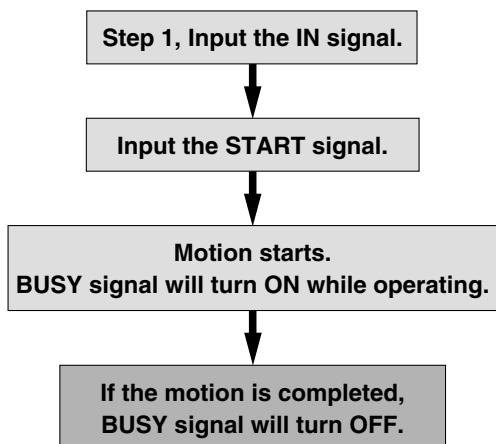 Step 1, Input the IN signal.
Input the START signal.
Motion starts.
BUSY signal will turn ON while operating.
If the motion is completed,
BUSY signal will turn OFF.